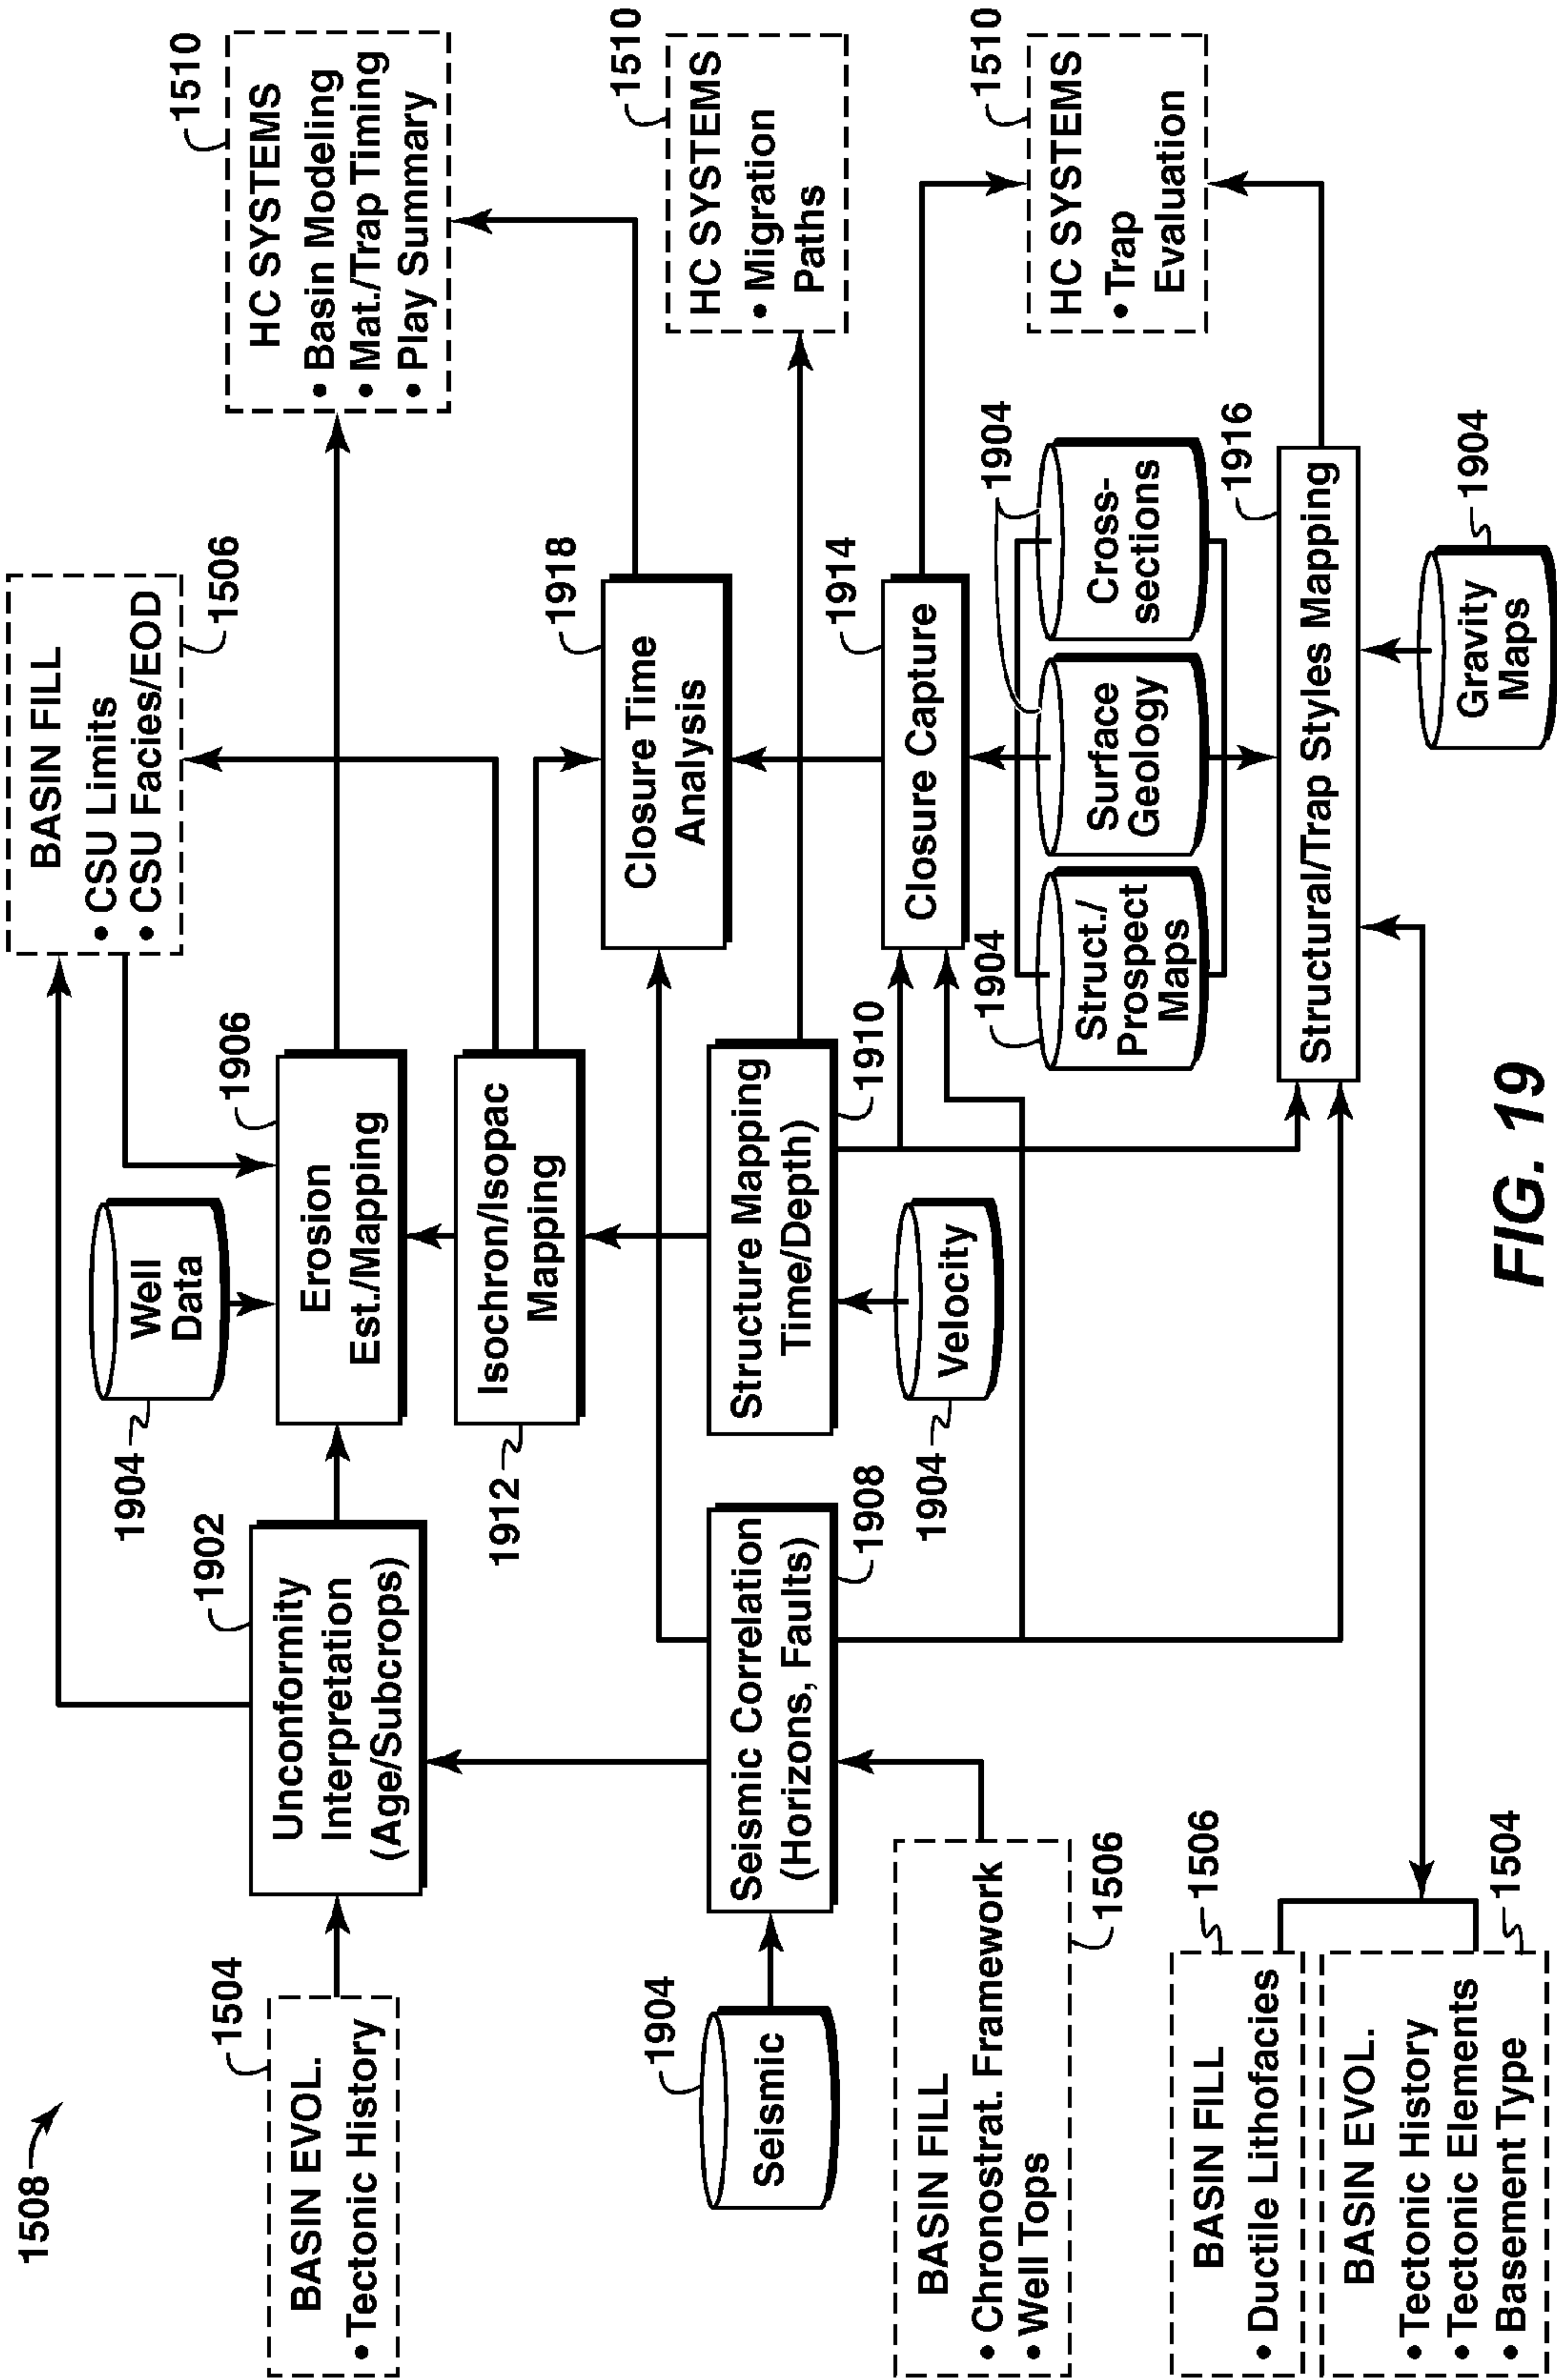 1508
BASIN EVOL.
• Tectonic History
1504
Unconformity
Interpretation
(Age/Subcrops)
1902
Well
Data
1904
Erosion
Est./Mapping
1906
BASIN FILL
• CSU Limits
• CSU Facies/EOD
1506
HC SYSTEMS
• Basin Modeling
• Mat./Trap Timing
• Play Summary
1510
Isochron/Isopac
Mapping
1912
Closure Time
Analysis
1918
Seismic
1904
Seismic Correlation
(Horizons, Faults)
1908
Structure Mapping
Time/Depth)
1910
Velocity
1904
HC SYSTEMS
• Migration
Paths
1510
Closure Capture
1914
HC SYSTEMS
• Trap
Evaluation
1510
BASIN FILL
• Chronostrat. Framework
• Well Tops
1506
Struct./
Prospect
Maps
1904
Surface
Geology
Cross-
sections
1904
BASIN FILL
• Ductile Lithofacies
1506
BASIN EVOL.
• Tectonic History
• Tectonic Elements
• Basement Type
1504
Structural/Trap Styles Mapping
1916
Gravity
Maps
1904
FIG. 19